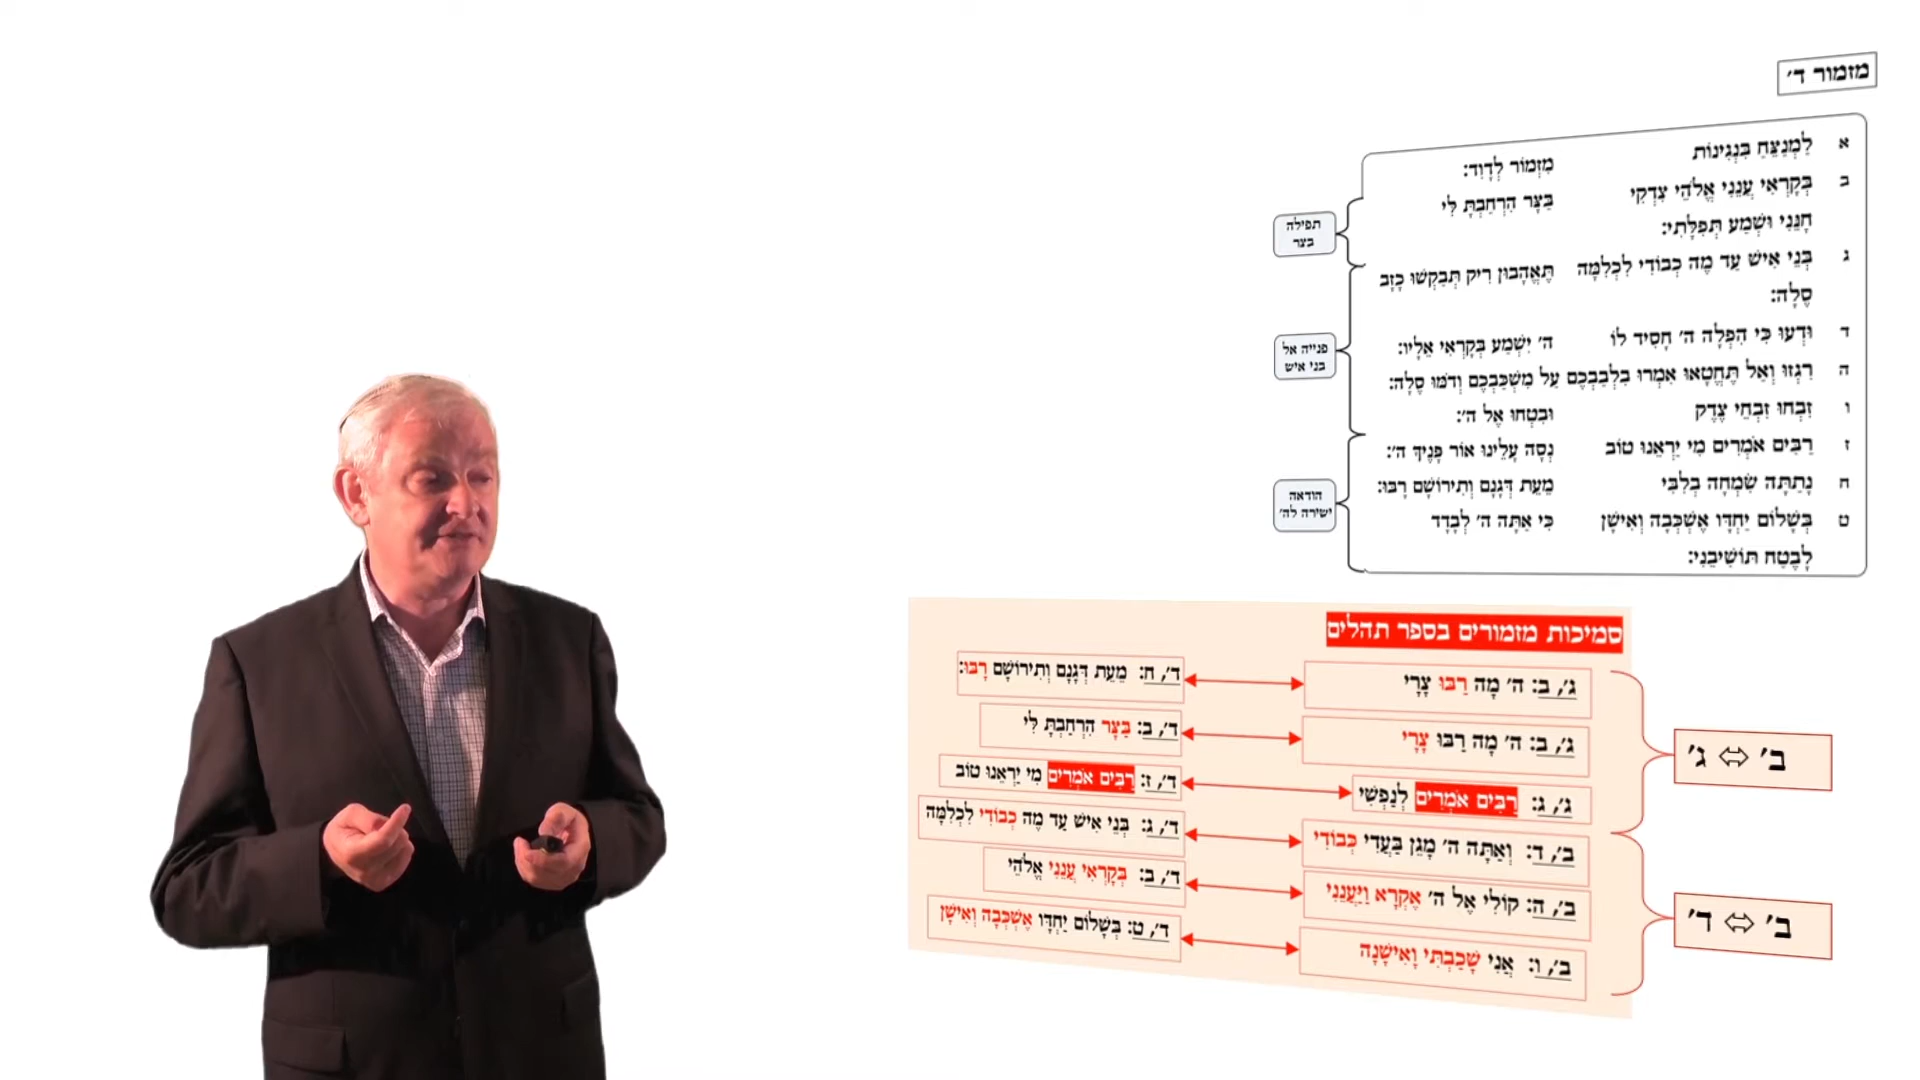 מזמור ד׳
א לַמְנַצֵּחַ בִּנְגִינוֹת מִזְמוֹר לְדָוִד:
ב בְּקָרְאִי עֲנֵנִי אֱלֹהֵי צִדְקִי בַּצָּר הִרְחַבְתָּ לִּי
חָנֵּנִי וּשְׁמַע תְּפִלָּתִי:
ג בְּנֵי אִישׁ עַד מֶה כְבוֹדִי לִכְלִמָּה תֶּאֱהָבוּן רִיק תְּבַקְשׁוּ כָזָב
סֶלָה:
ד וּדְעוּ כִּי הִפְלָה ה׳ חָסִיד לוֹ ה׳ יִשְׁמַע בְּקָרְאִי אֵלָיו:
ה רִגְזוּ וְאַל תֶּחֱטָאוּ אִמְרוּ בִלְבַבְכֶם עַל מִשְׁכַּבְכֶם וְדֹמּוּ סֶלָה:
ו זִבְחוּ זִבְחֵי צֶדֶק וּבִטְחוּ אֶל ה׳:
ז רַבִּים אֹמְרִים מִי יַרְאֵנוּ טוֹב נְסָה עָלֵינוּ אוֹר פָּנֶיךָ ה׳:
ח נָתַתָּה שִׂמְחָה בְלִבִּי מֵעֵת דְּגָנָם וְתִירוֹשָׁם רָבּוּ:
ט בְּשָׁלוֹם יַחְדָּו אֶשְׁכְּבָה וְאִישָׁן כִּי אַתָּה ה׳ לְבָדָד
לָבֶטַח תּוֹשִׁיבֵנִי:
תפילה
בצר
פנייה אל
בני איש
הודאה
ישירה לה׳
סמיכות מזמורים בספר תהלים
ג׳, ב: ה׳ מָה רַבּוּ צָרָי ד׳, ח: מֵעֵת דְּגָנָם וְתִירוֹשָׁם רָבּוּ:
ג׳, ב: ה׳ מָה רַבּוּ צָרָי ד׳, ב: בַּצָּר הִרְחַבְתָּ לִּי
ג׳, ג: רַבִּים אֹמְרִים לְנַפְשִׁי ד׳, ז: רַבִּים אֹמְרִים מִי יַרְאֵנוּ טוֹב
ב׳, ד: וְאַתָּה ה׳ מָגֵן בַּעֲדִי כְּבוֹדִי ד׳, ג: בְּנֵי אִישׁ עַד מֶה כְבוֹדִי לִכְלִמָּה
ב׳, ה: קוֹלִי אֶל ה׳ אֶקְרָא וַיַּעֲנֵנִי ד׳, ב: בְּקָרְאִי עֲנֵנִי אֱלֹהֵי
ב׳, ו: אֲנִי שָׁכַבְתִּי וָאִישָׁנָה ד׳, ט: בְּשָׁלוֹם יַחְדָּו אֶשְׁכְּבָה וְאִישָׁן
ב׳ ⇔ ג׳
ב׳ ⇔ ד׳